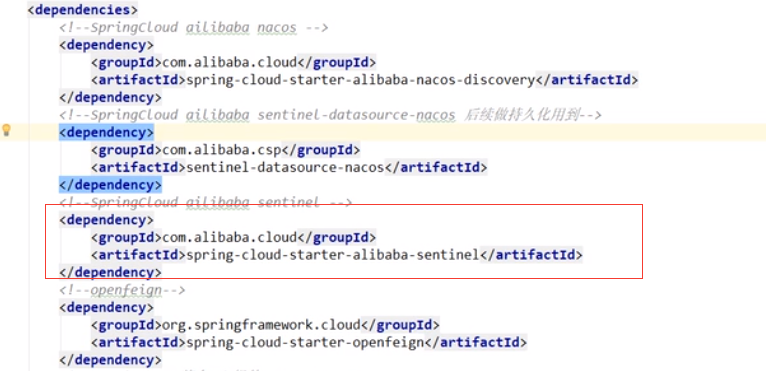 <dependencies>
<!--SpringCloud ailibaba nacos -->
<dependency>
<groupId>com.alibaba.cloud</groupId>
<artifactId>spring-cloud-starter-alibaba-nacos-discovery</artifactId>
</dependency>
<!--SpringCloud ailibaba sentinel-datasource-nacos 后续做持久化用到-->
<dependency>
<groupId>com.alibaba.csp</groupId>
<artifactId>sentinel-datasource-nacos</artifactId>
</dependency>
<!--SpringCloud ailibaba sentinel -->
<dependency>
<groupId>com.alibaba.cloud</groupId>
<artifactId>spring-cloud-starter-alibaba-sentinel</artifactId>
</dependency>
<!--openfeign-->
<dependency>
<groupId>org.springframework.cloud</groupId>
<artifactId>spring-cloud-starter-openfeign</artifactId>
</dependency>